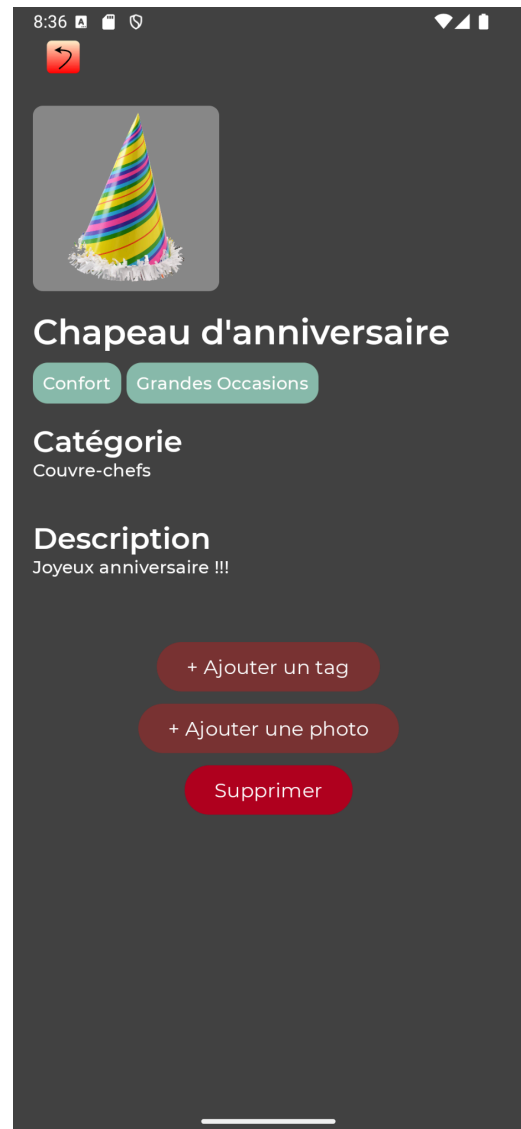 8:36
Chapeau d'anniversaire
Confort Grandes Occasions
Catégorie
Couvre-chefs
Description
Joyeux anniversaire !!!
+ Ajouter un tag
+ Ajouter une photo
Supprimer